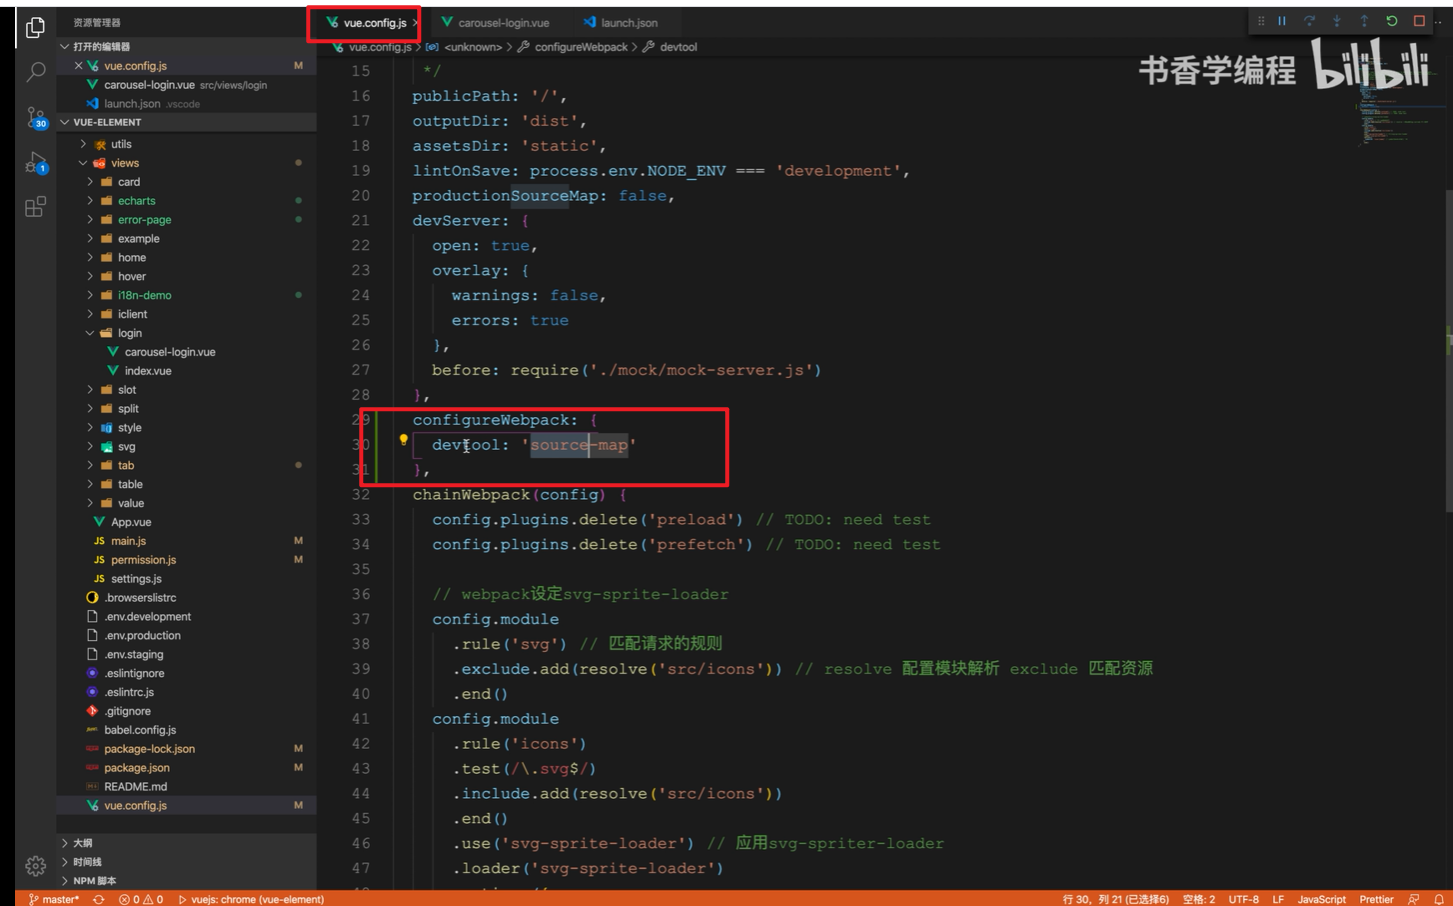 资源管理器
vue.config.js
carousel-login.vue
launch.json
打开的编辑器
vue.config.js > <unknown> > configureWebpack > devtool
vue.config.js M
carousel-login.vue src/views/login
launch.json .vscode
VUE-ELEMENT
utils
views
card
echarts
error-page
example
home
hover
i18n-demo
iclient
login
carousel-login.vue
index.vue
slot
split
style
svg
tab
table
value
App.vue
JS main.js M
JS permission.js M
JS settings.js
.browserslistrc
.env.development
.env.production
.env.staging
.eslintignore
.eslintrc.js
.gitignore
babel.config.js
package-lock.json M
package.json M
README.md
vue.config.js M
大纲
时间线
NPM 脚本
30
1
书香学编程 bilibili
15 */
16 publicPath: '/',
17 outputDir: 'dist',
18 assetsDir: 'static',
19 lintOnSave: process.env.NODE_ENV === 'development',
20 productionSourceMap: false,
21 devServer: {
22 open: true,
23 overlay: {
24 warnings: false,
25 errors: true
26 },
27 before: require('./mock/mock-server.js')
28 },
29 configureWebpack: {
30 devtool: 'source-map'
31 },
32 chainWebpack(config) {
33 config.plugins.delete('preload') // TODO: need test
34 config.plugins.delete('prefetch') // TODO: need test
35
36 // webpack设定svg-sprite-loader
37 config.module
38 .rule('svg') // 匹配请求的规则
39 .exclude.add(resolve('src/icons')) // resolve 配置模块解析 exclude 匹配资源
40 .end()
41 config.module
42 .rule('icons')
43 .test(/\.svg$/)
44 .include.add(resolve('src/icons'))
45 .end()
46 .use('svg-sprite-loader') // 应用svg-spriter-loader
47 .loader('svg-sprite-loader')
master* 0 0 vuejs: chrome (vue-element)
行 30，列 21 (已选择6) 空格: 2 UTF-8 LF JavaScript Prettier